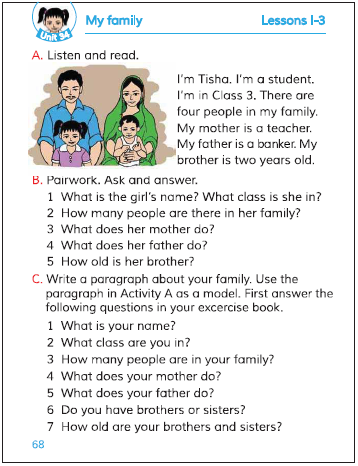 Unit 34
My family
Lessons 1-3
A. Listen and read.
I'm Tisha. I'm a student.
I'm in Class 3. There are
four people in my family.
My mother is a teacher.
My father is a banker. My
brother is two years old.
B. Pairwork. Ask and answer.
1 What is the girl's name? What class is she in?
2 How many people are there in her family?
3 What does her mother do?
4 What does her father do?
5 How old is her brother?
C. Write a paragraph about your family. Use the
paragraph in Activity A as a model. First answer the
following questions in your excercise book.
1 What is your name?
2 What class are you in?
3 How many people are in your family?
4 What does your mother do?
5 What does your father do?
6 Do you have brothers or sisters?
7 How old are your brothers and sisters?
68